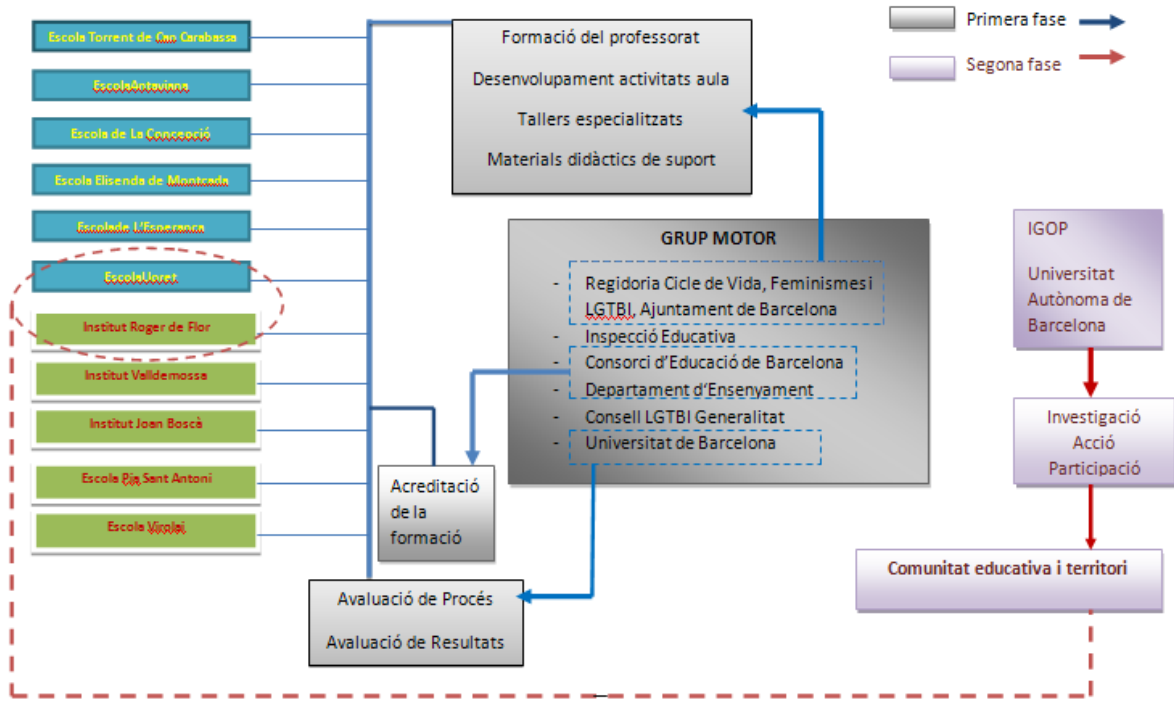 Escola Torrent de Can Carabassa
EscolaAntaviana
Escola de La Concepció
Escola Elisenda de Montcada
Escolade L'Esperança
EscolaLloret
Institut Roger de Flor
Institut Valldemossa
Institut Joan Boscà
Escola Pia Sant Antoni
Escola Virolai
Formació del professorat
Desenvolupament activitats aula
Tallers especialitzats
Materials didàctics de suport
Primera fase
Segona fase
GRUP MOTOR
- Regidoria Cicle de Vida, Feminismes i
LGTBI, Ajuntament de Barcelona
- Inspecció Educativa
- Consorci d'Educació de Barcelona
- Departament d'Ensenyament
- Consell LGTBI Generalitat
- Universitat de Barcelona
Acreditació
de la
formació
Avaluació de Procés
Avaluació de Resultats
IGOP
Universitat
Autònoma de
Barcelona
Investigació
Acció
Participació
Comunitat educativa i territori